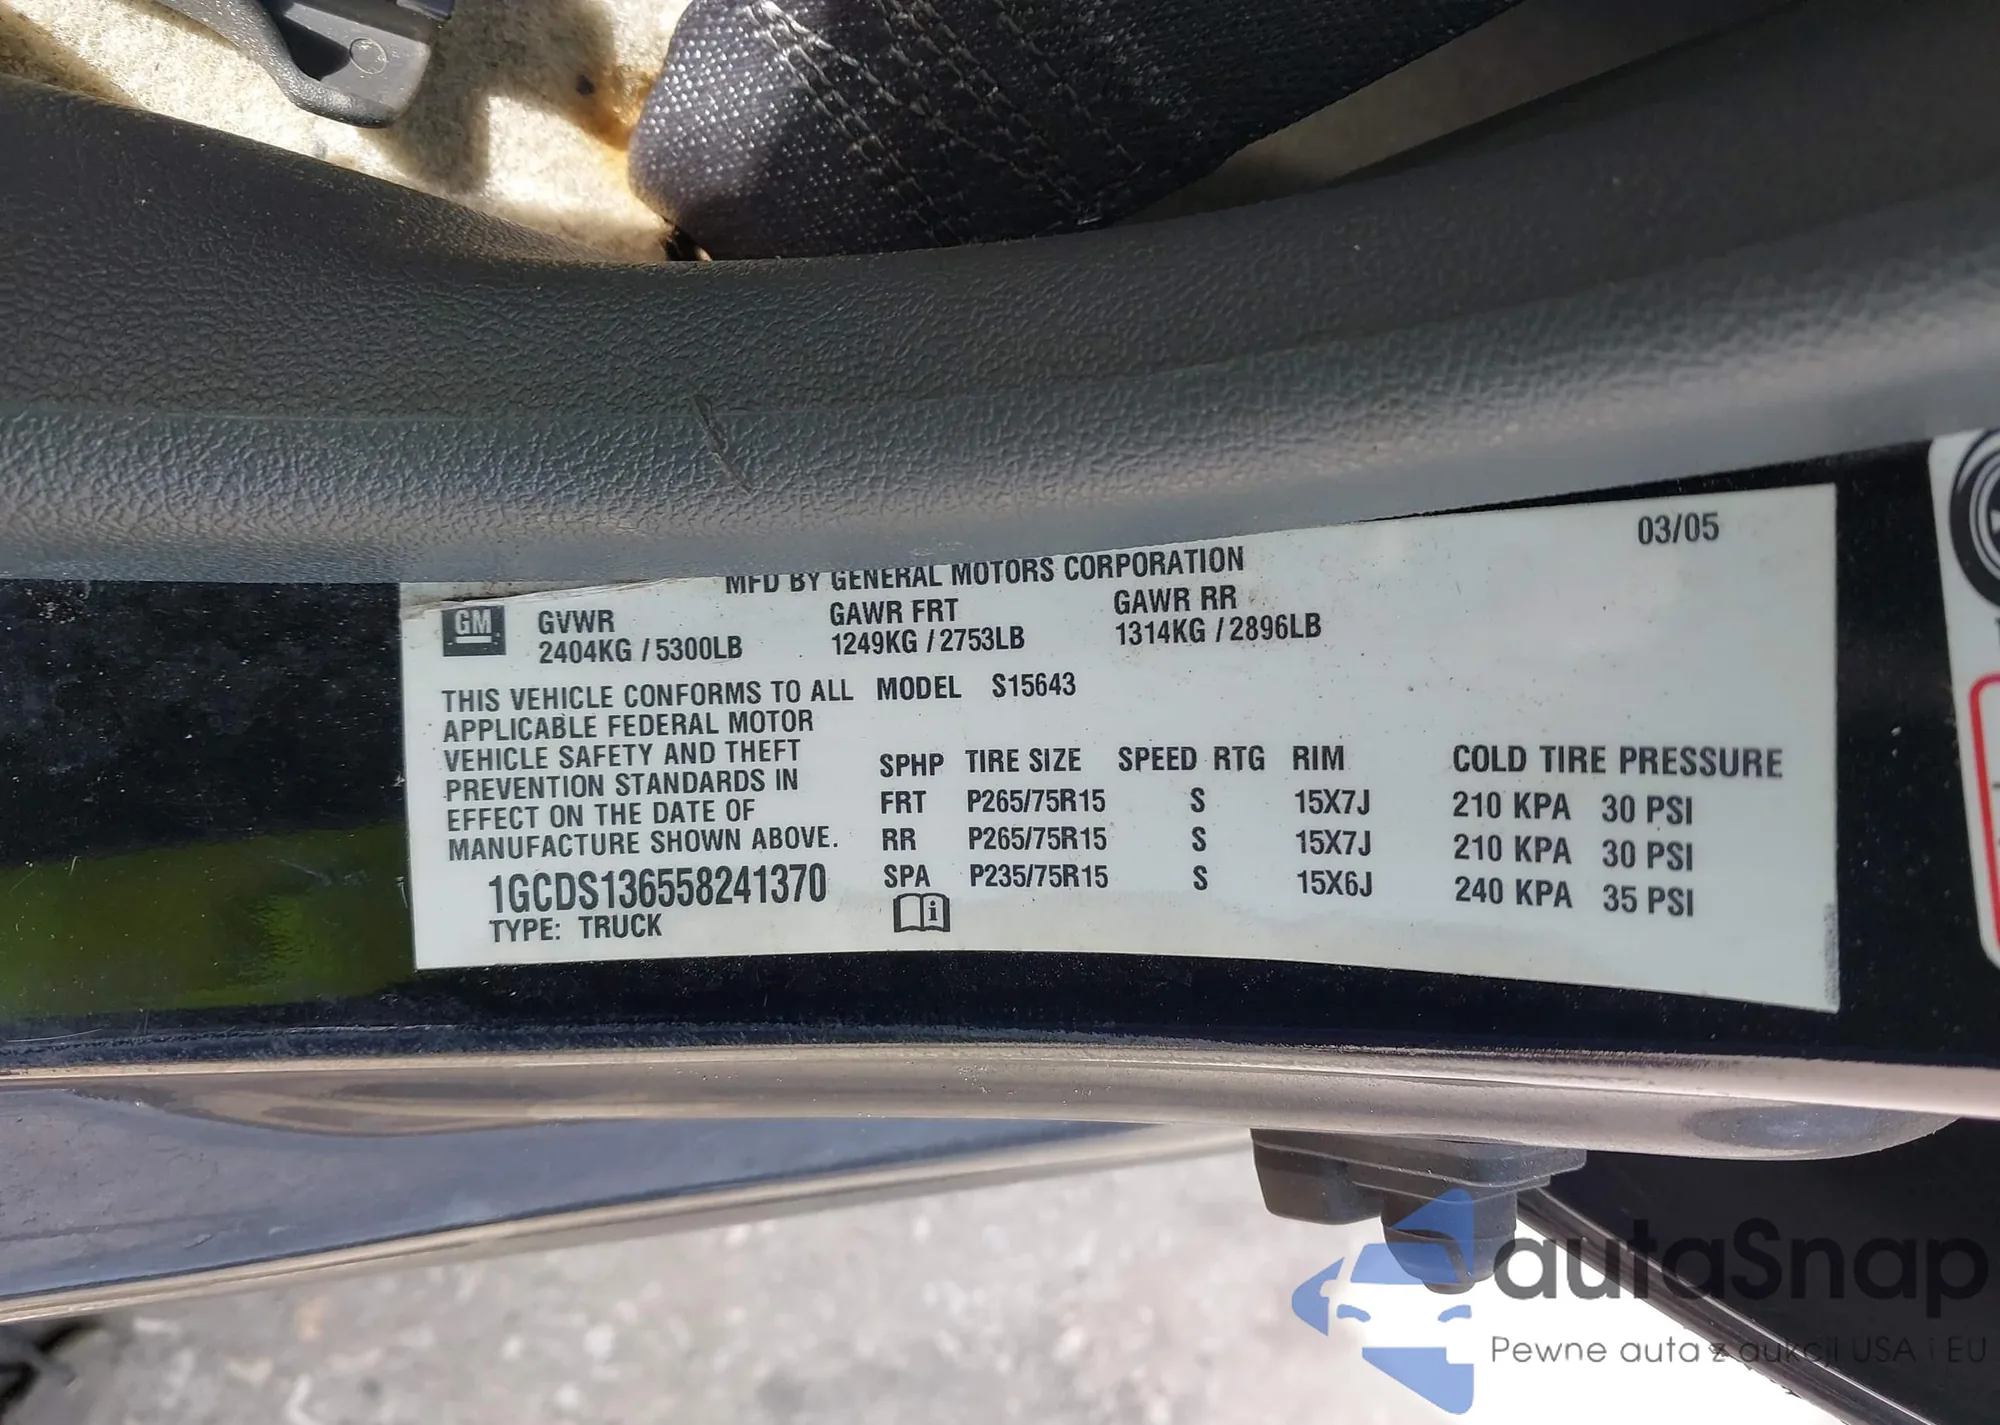 03/05
MFD BY GENERAL MOTORS CORPORATION
GM
GVWR GAWR FRT GAWR RR
2404KG / 5300LB 1249KG / 2753LB 1314KG / 2896LB
THIS VEHICLE CONFORMS TO ALL MODEL S15643
APPLICABLE FEDERAL MOTOR
VEHICLE SAFETY AND THEFT
PREVENTION STANDARDS IN
EFFECT ON THE DATE OF
MANUFACTURE SHOWN ABOVE.
1GCDS136558241370
TYPE: TRUCK
SPHP TIRE SIZE SPEED RTG RIM COLD TIRE PRESSURE
FRT P265/75R15 S 15X7J 210 KPA 30 PSI
RR P265/75R15 S 15X7J 210 KPA 30 PSI
SPA P235/75R15 S 15X6J 240 KPA 35 PSI
i
autaSnap
Pewne auta z aukcji USA i EU